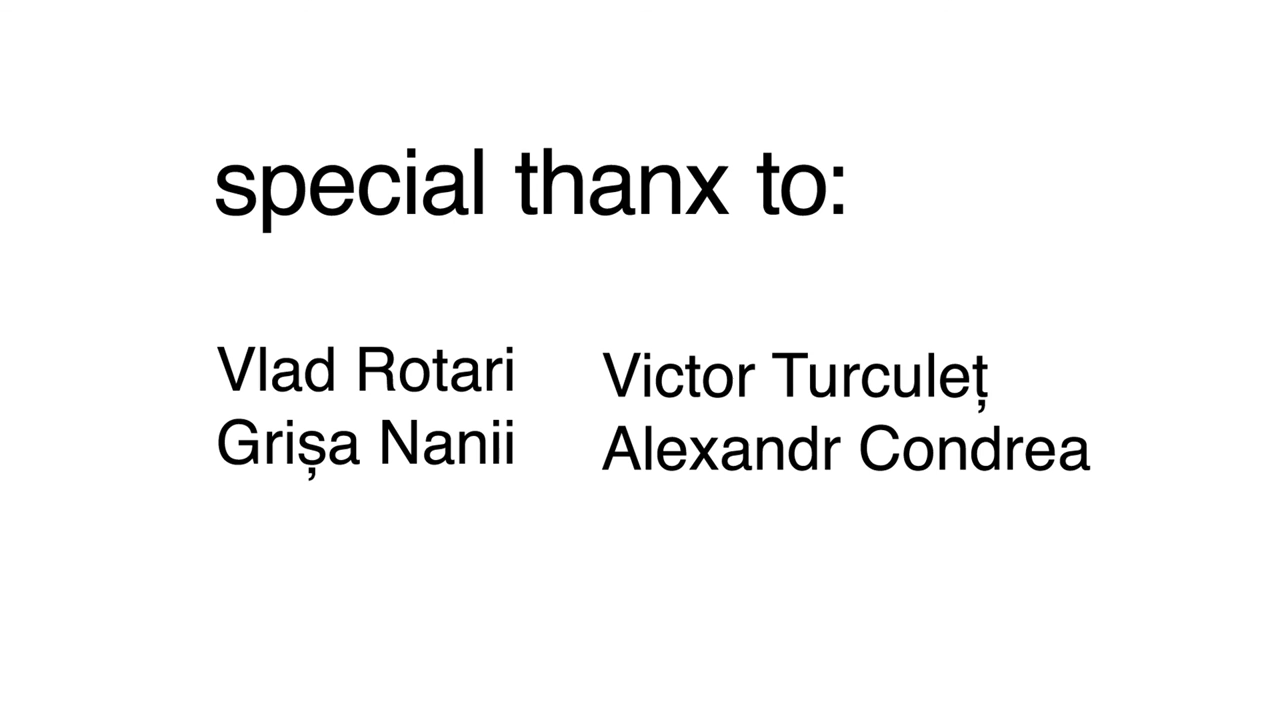 special thanx to:
Vlad Rotari
Grișa Nanii
Victor Turculeț
Alexandr Condrea